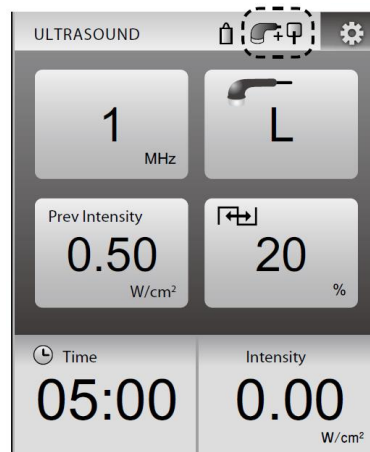 ULTRASOUND
1
MHz
L
Prev Intensity
0.50
W/cm²
20
%
Time
05:00
Intensity
0.00
W/cm²